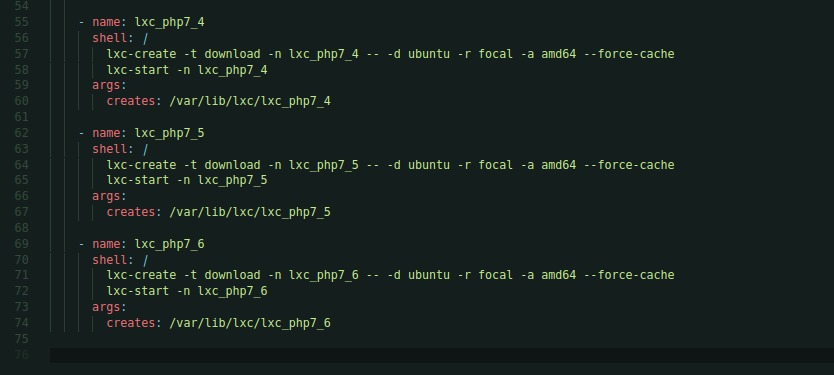 54
55 - name: lxc_php7_4
56 shell: /
57 lxc-create -t download -n lxc_php7_4 -- -d ubuntu -r focal -a amd64 --force-cache
58 lxc-start -n lxc_php7_4
59 args:
60 creates: /var/lib/lxc/lxc_php7_4
61
62 - name: lxc_php7_5
63 shell: /
64 lxc-create -t download -n lxc_php7_5 -- -d ubuntu -r focal -a amd64 --force-cache
65 lxc-start -n lxc_php7_5
66 args:
67 creates: /var/lib/lxc/lxc_php7_5
68
69 - name: lxc_php7_6
70 shell: /
71 lxc-create -t download -n lxc_php7_6 -- -d ubuntu -r focal -a amd64 --force-cache
72 lxc-start -n lxc_php7_6
73 args:
74 creates: /var/lib/lxc/lxc_php7_6
75
76